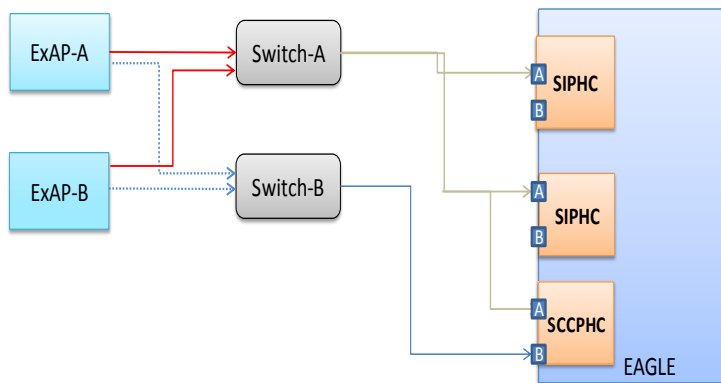 ExAP-A
Switch-A
A
SIPHC
B
ExAP-B
Switch-B
A
SIPHC
B
A
SCCPHC
B
EAGLE